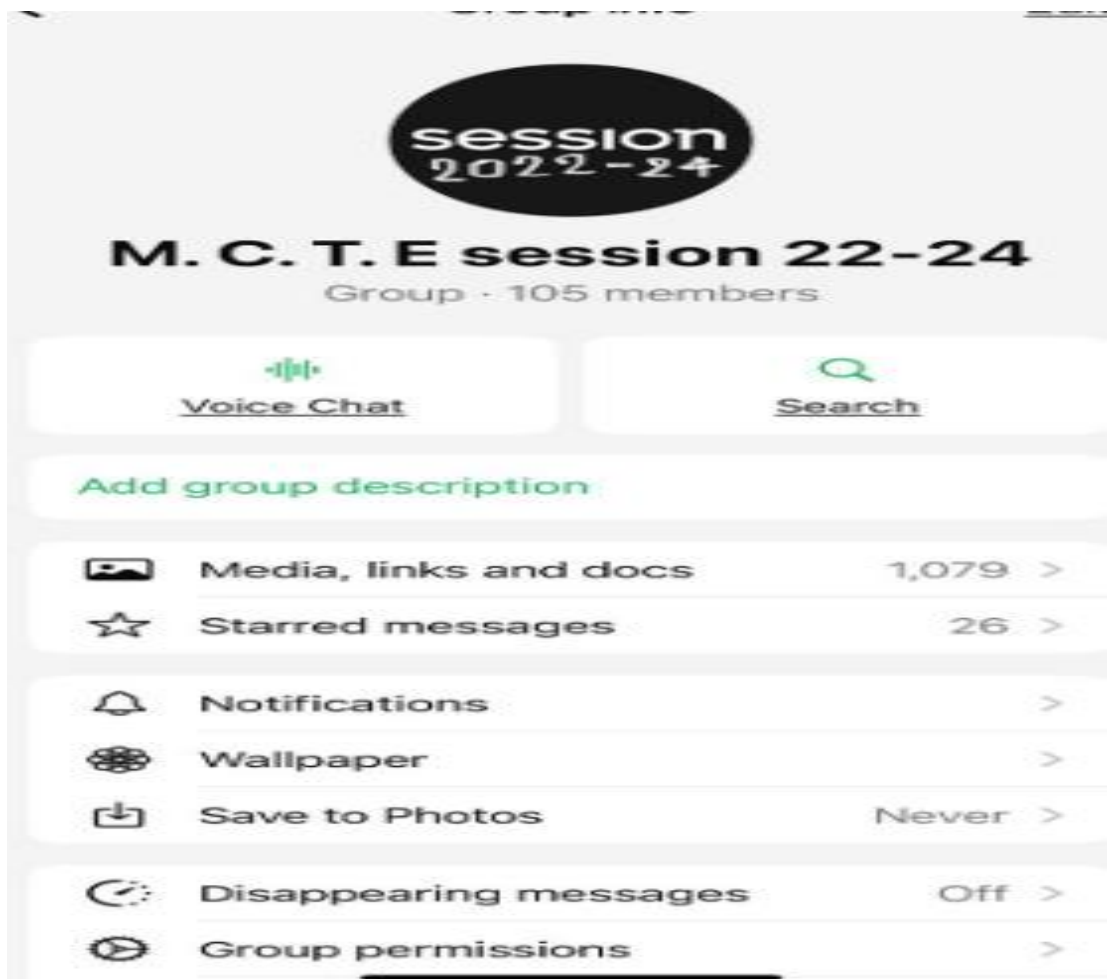 session
2022-24
M. C. T. E session 22-24
Group · 105 members
Voice Chat
Search
Add group description
Media, links and docs 1,079 >
Starred messages 26 >
Notifications >
Wallpaper >
Save to Photos Never >
Disappearing messages Off >
Group permissions >